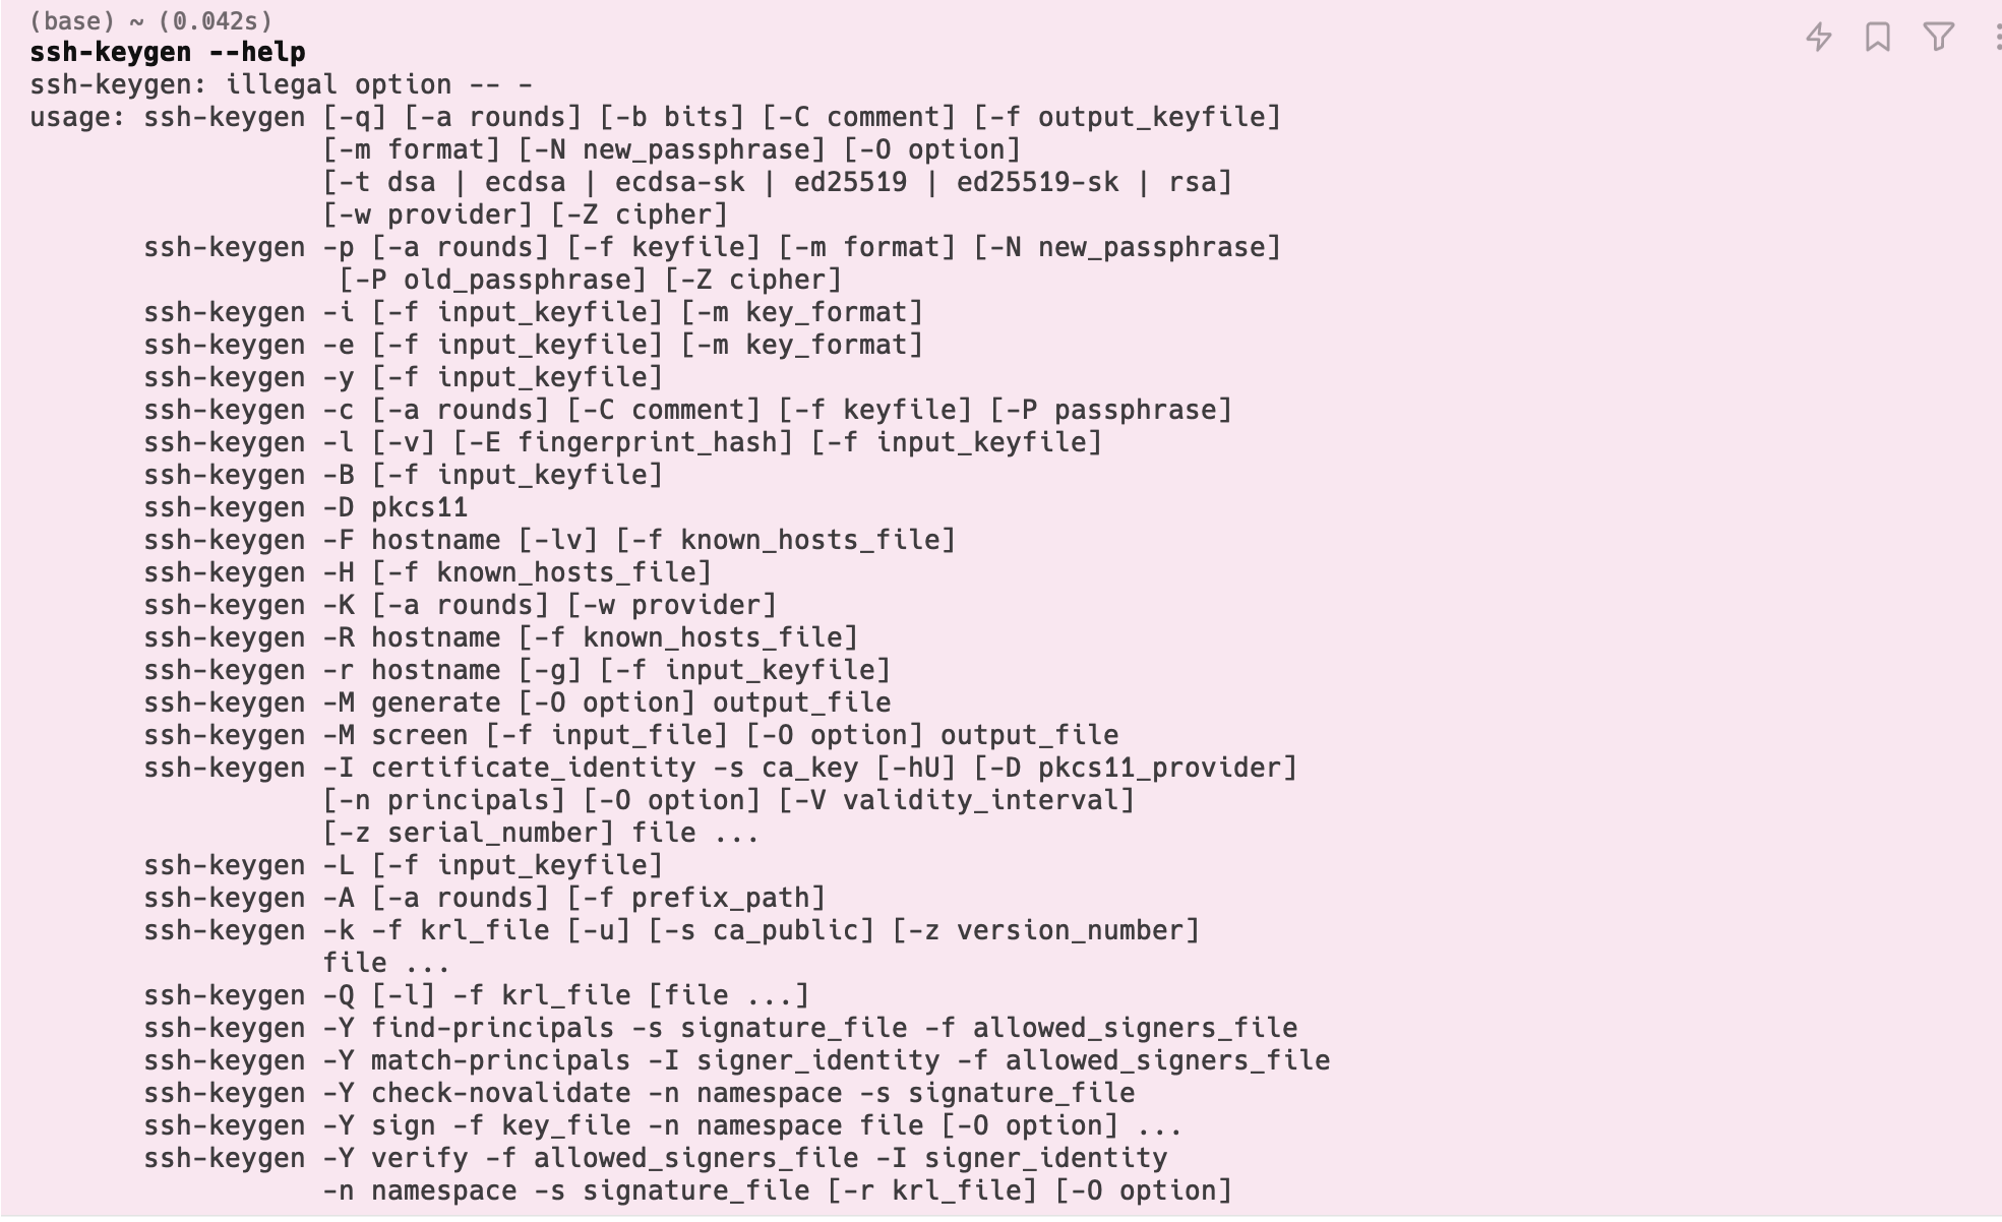 (base) ~ (0.042s)
ssh-keygen --help
ssh-keygen: illegal option -- -
usage: ssh-keygen [-q] [-a rounds] [-b bits] [-C comment] [-f output_keyfile]
                  [-m format] [-N new_passphrase] [-O option]
                  [-t dsa | ecdsa | ecdsa-sk | ed25519 | ed25519-sk | rsa]
                  [-w provider] [-Z cipher]
       ssh-keygen -p [-a rounds] [-f keyfile] [-m format] [-N new_passphrase]
                   [-P old_passphrase] [-Z cipher]
       ssh-keygen -i [-f input_keyfile] [-m key_format]
       ssh-keygen -e [-f input_keyfile] [-m key_format]
       ssh-keygen -y [-f input_keyfile]
       ssh-keygen -c [-a rounds] [-C comment] [-f keyfile] [-P passphrase]
       ssh-keygen -l [-v] [-E fingerprint_hash] [-f input_keyfile]
       ssh-keygen -B [-f input_keyfile]
       ssh-keygen -D pkcs11
       ssh-keygen -F hostname [-lv] [-f known_hosts_file]
       ssh-keygen -H [-f known_hosts_file]
       ssh-keygen -K [-a rounds] [-w provider]
       ssh-keygen -R hostname [-f known_hosts_file]
       ssh-keygen -r hostname [-g] [-f input_keyfile]
       ssh-keygen -M generate [-O option] output_file
       ssh-keygen -M screen [-f input_file] [-O option] output_file
       ssh-keygen -I certificate_identity -s ca_key [-hU] [-D pkcs11_provider]
                  [-n principals] [-O option] [-V validity_interval]
                  [-z serial_number] file ...
       ssh-keygen -L [-f input_keyfile]
       ssh-keygen -A [-a rounds] [-f prefix_path]
       ssh-keygen -k -f krl_file [-u] [-s ca_public] [-z version_number]
                  file ...
       ssh-keygen -Q [-l] -f krl_file [file ...]
       ssh-keygen -Y find-principals -s signature_file -f allowed_signers_file
       ssh-keygen -Y match-principals -I signer_identity -f allowed_signers_file
       ssh-keygen -Y check-novalidate -n namespace -s signature_file
       ssh-keygen -Y sign -f key_file -n namespace file [-O option] ...
       ssh-keygen -Y verify -f allowed_signers_file -I signer_identity
                  -n namespace -s signature_file [-r krl_file] [-O option]